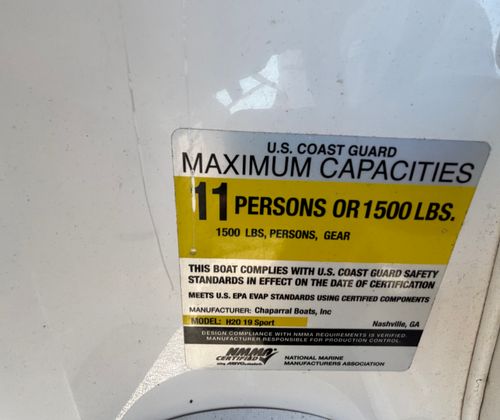 U.S. COAST GUARD
MAXIMUM CAPACITIES
11 PERSONS OR 1500 LBS.
1500 LBS, PERSONS, GEAR
THIS BOAT COMPLIES WITH U.S. COAST GUARD SAFETY
STANDARDS IN EFFECT ON THE DATE OF CERTIFICATION
MEETS U.S. EPA EVAP STANDARDS USING CERTIFIED COMPONENTS
MANUFACTURER: Chaparral Boats, Inc
MODEL: H2O 19 Sport Nashville, GA
DESIGN COMPLIANCE WITH NMMA REQUIREMENTS IS VERIFIED.
MANUFACTURER RESPONSIBLE FOR PRODUCTION CONTROL.
NMMA
CERTIFIED
NATIONAL MARINE
MANUFACTURERS ASSOCIATION